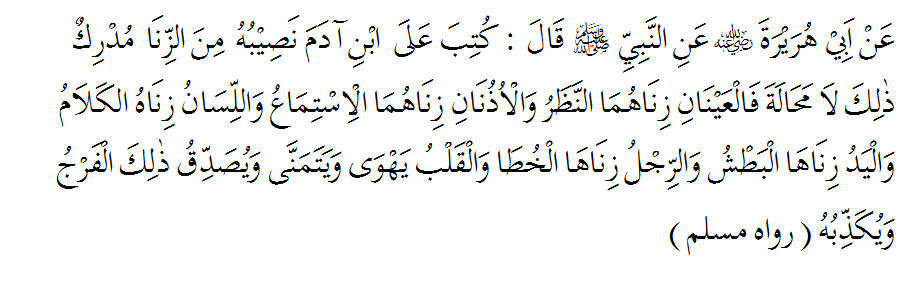 عَنْ اَبِيْ هُرَيْرَةَ ﵁ عَنِ النَّبِيِّ ﷺ قَالَ : كُتِبَ عَلَى ابْنِ آدَمَ نَصِيْبُهُ مِنَ الزِّنَا مُدْرِكٌ
ذٰلِكَ لَا مَحَالَةَ فَالْعَيْنَانِ زِنَاهُمَا النَّظَرُ وَالْاُذُنَانِ زِنَاهُمَا الْاِسْتِمَاعُ وَاللِّسَانُ زِنَاهُ الكَلَامُ
وَالْيَدُ زِنَاهَا الْبَطْشُ وَالرِّجْلُ زِنَاهَا الْخُطَا وَالْقَلْبُ يَهْوَى وَيَتَمَنَّى وَيُصَدِّقُ ذٰلِكَ الْفَرْجُ
وَيُكَذِّبُهُ ( رواه مسلم )